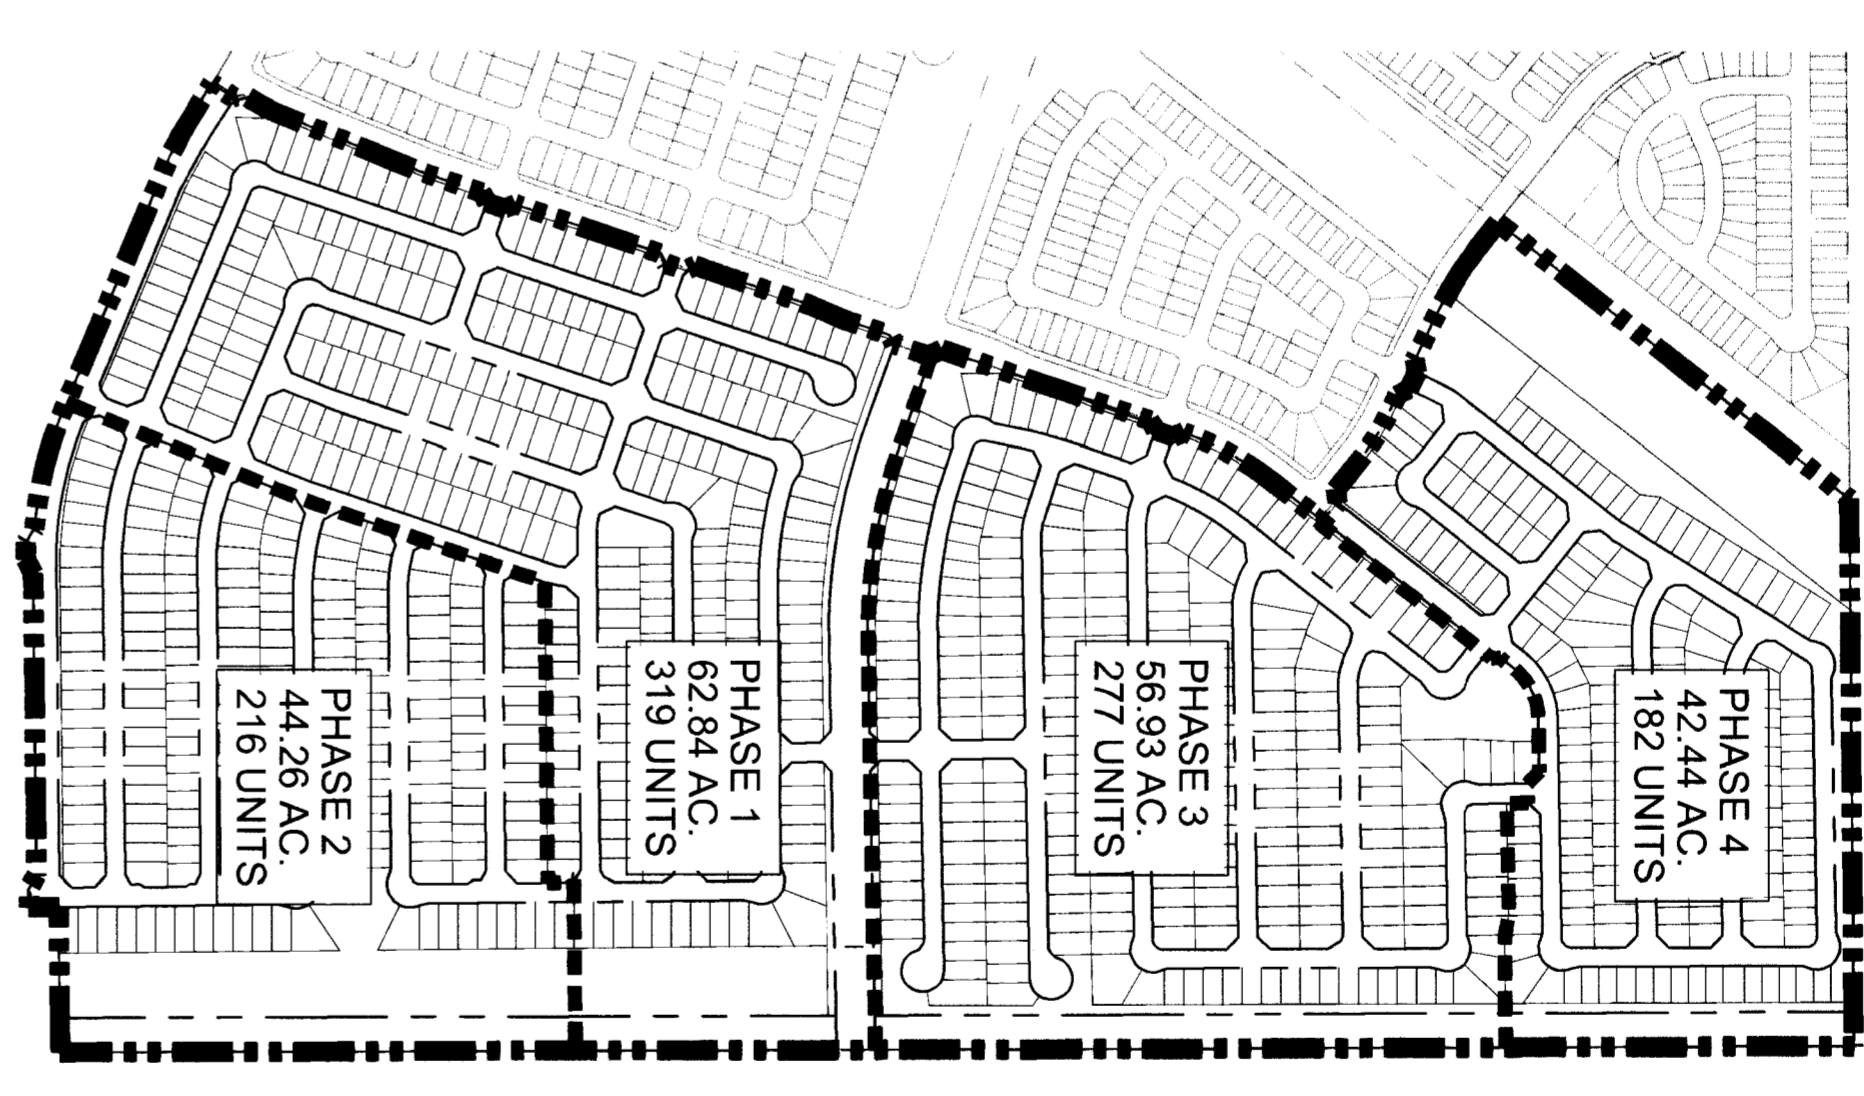 PHASE 2
44.26 AC.
216 UNITS
PHASE 1
62.84 AC.
319 UNITS
PHASE 3
56.93 AC.
277 UNITS
PHASE 4
42.44 AC.
182 UNITS